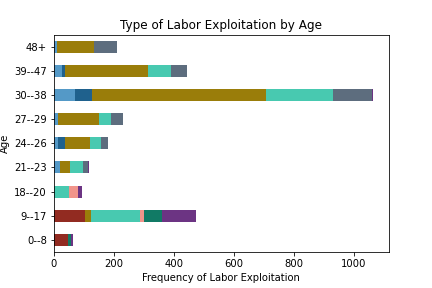 Type of Labor Exploitation by Age
48+
39--47
30--38
27--29
24--26
21--23
18--20
9--17
0--8
Age
0 200 400 600 800 1000
Frequency of Labor Exploitation